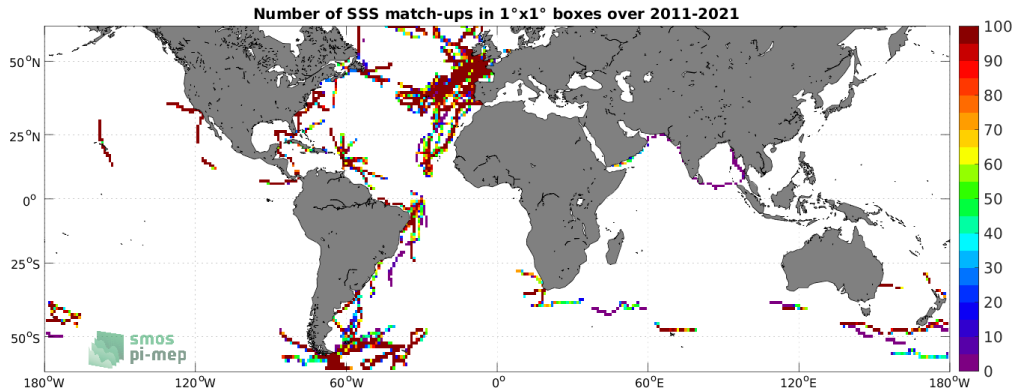 Number of SSS match-ups in 1°x1° boxes over 2011-2021
50°N
25°N
0°
25°S
50°S
180°W
120°W
60°W
0°
60°E
120°E
180°W
100
90
80
70
60
50
40
30
20
10
0
smos
pi-mep